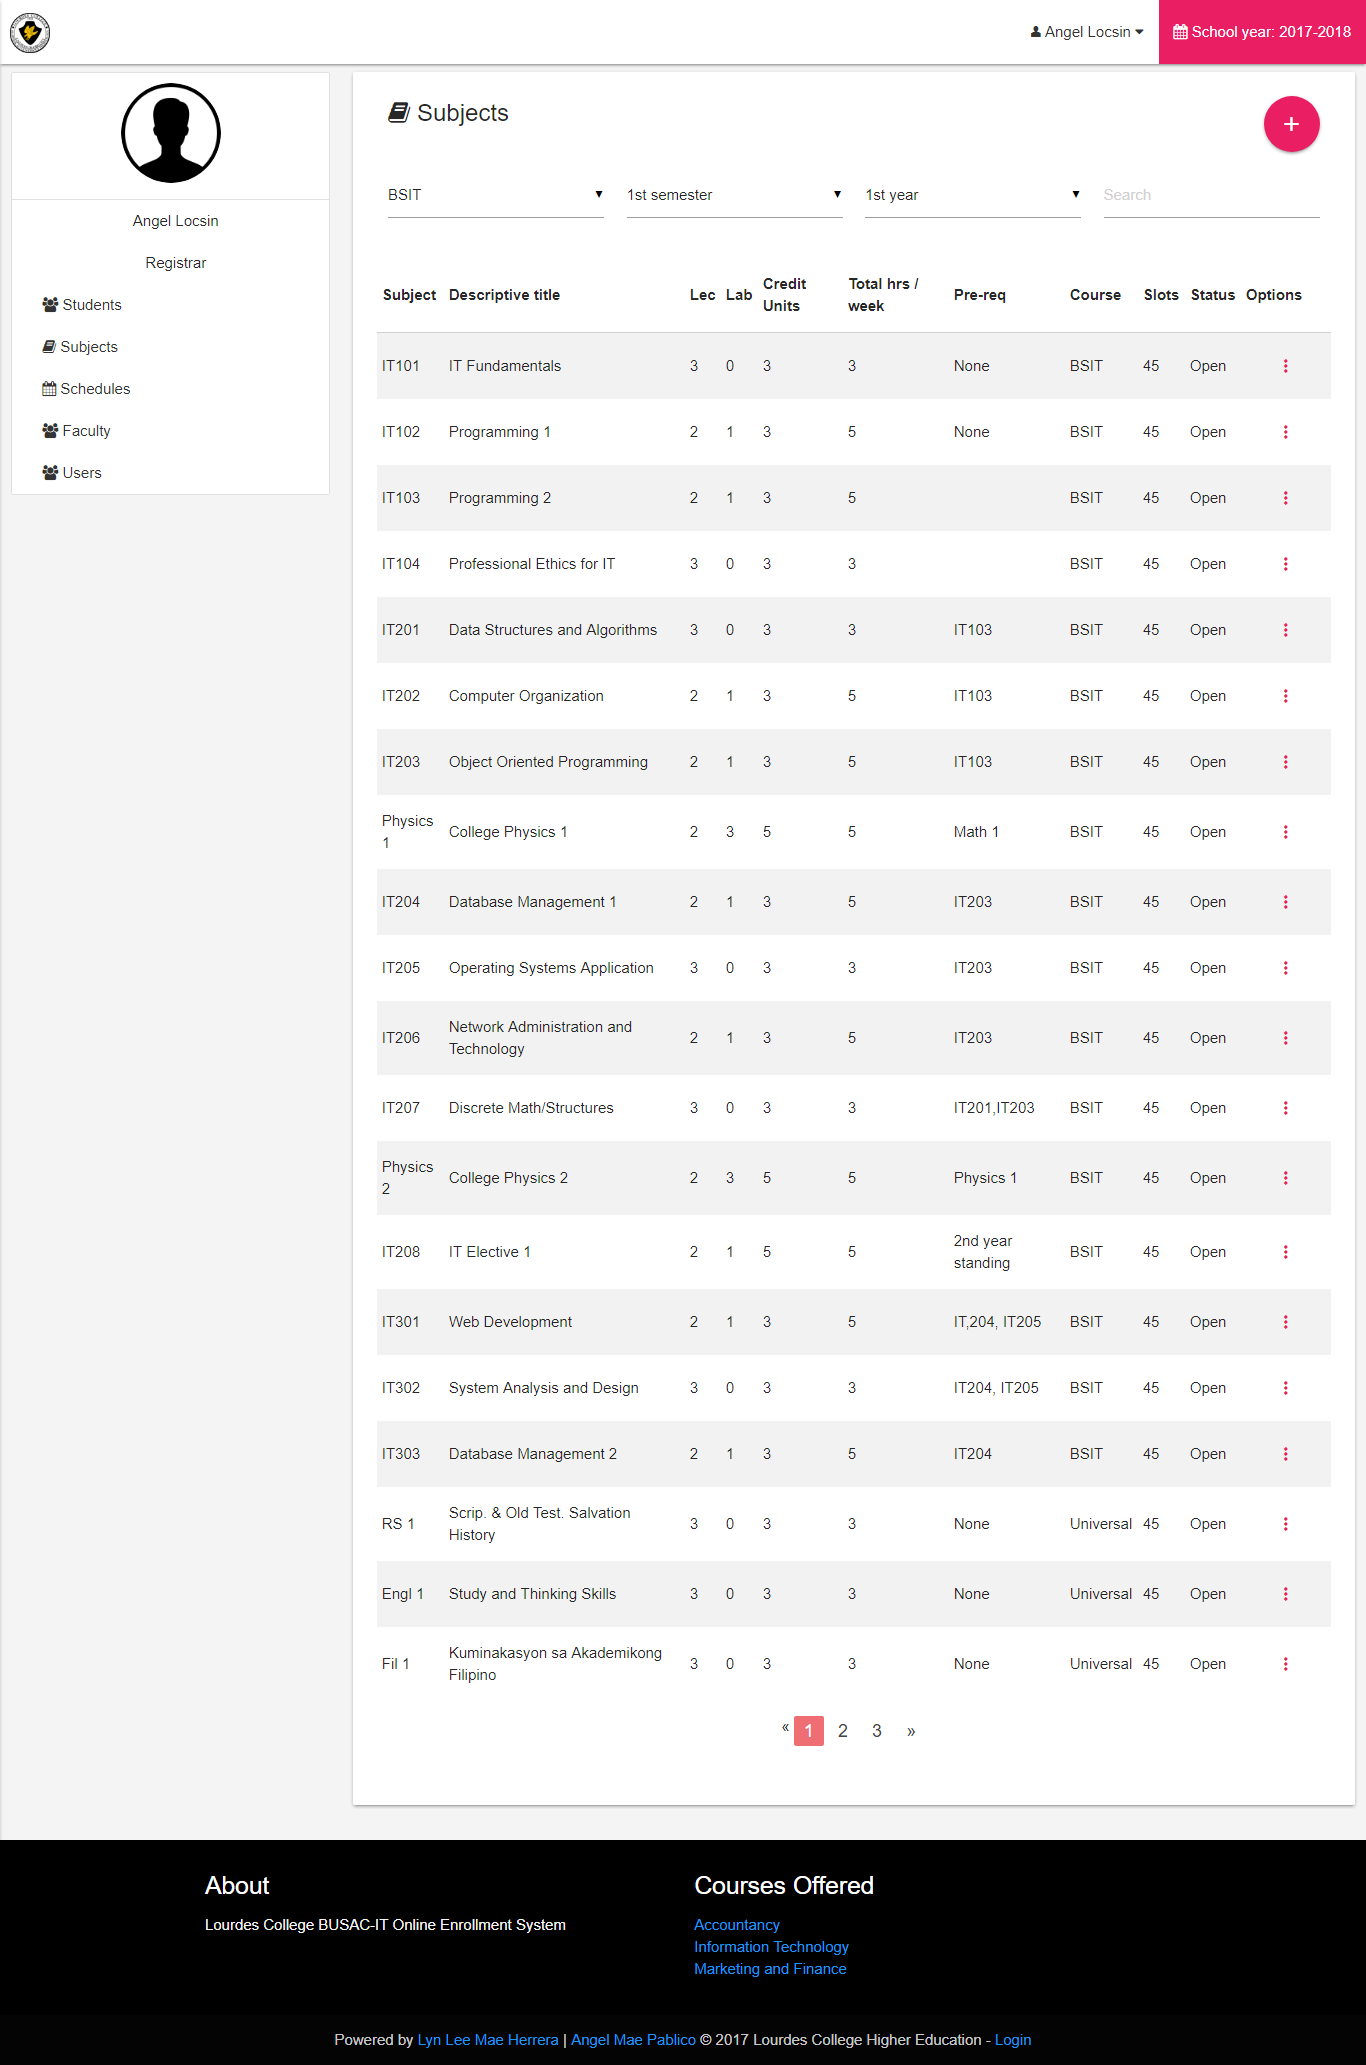 Angel Locsin
School year: 2017-2018
Angel Locsin
Registrar
Students
Subjects
Schedules
Faculty
Users
Subjects
+
BSIT ▼ 1st semester ▼ 1st year ▼ Search
Subject Descriptive title Lec Lab Credit Units Total hrs / week Pre-req Course Slots Status Options
IT101 IT Fundamentals 3 0 3 3 None BSIT 45 Open
IT102 Programming 1 2 1 3 5 None BSIT 45 Open
IT103 Programming 2 2 1 3 5 BSIT 45 Open
IT104 Professional Ethics for IT 3 0 3 3 BSIT 45 Open
IT201 Data Structures and Algorithms 3 0 3 3 IT103 BSIT 45 Open
IT202 Computer Organization 2 1 3 5 IT103 BSIT 45 Open
IT203 Object Oriented Programming 2 1 3 5 IT103 BSIT 45 Open
Physics 1 College Physics 1 2 3 5 5 Math 1 BSIT 45 Open
IT204 Database Management 1 2 1 3 5 IT203 BSIT 45 Open
IT205 Operating Systems Application 3 0 3 3 IT203 BSIT 45 Open
IT206 Network Administration and Technology 2 1 3 5 IT203 BSIT 45 Open
IT207 Discrete Math/Structures 3 0 3 3 IT201,IT203 BSIT 45 Open
Physics 2 College Physics 2 2 3 5 5 Physics 1 BSIT 45 Open
IT208 IT Elective 1 2 1 5 5 2nd year standing BSIT 45 Open
IT301 Web Development 2 1 3 5 IT,204, IT205 BSIT 45 Open
IT302 System Analysis and Design 3 0 3 3 IT204, IT205 BSIT 45 Open
IT303 Database Management 2 2 1 3 5 IT204 BSIT 45 Open
RS 1 Scrip. & Old Test. Salvation History 3 0 3 3 None Universal 45 Open
Engl 1 Study and Thinking Skills 3 0 3 3 None Universal 45 Open
Fil 1 Kuminakasyon sa Akademikong Filipino 3 0 3 3 None Universal 45 Open
« 1 2 3 »
About
Lourdes College BUSAC-IT Online Enrollment System
Courses Offered
Accountancy
Information Technology
Marketing and Finance
Powered by Lyn Lee Mae Herrera | Angel Mae Pablico © 2017 Lourdes College Higher Education - Login